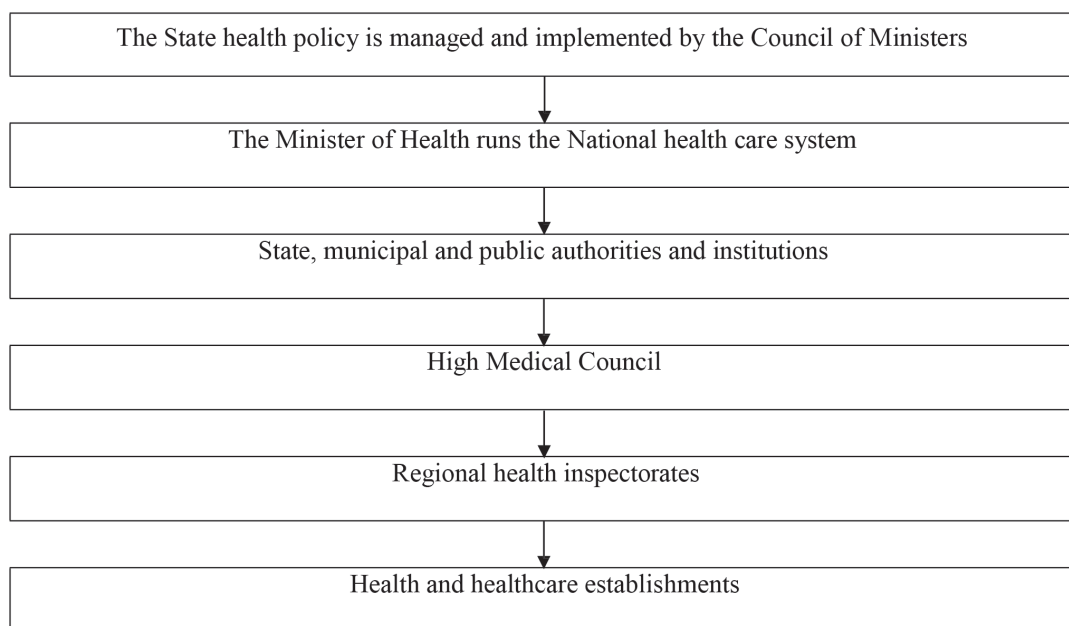 The State health policy is managed and implemented by the Council of Ministers
The Minister of Health runs the National health care system
State, municipal and public authorities and institutions
High Medical Council
Regional health inspectorates
Health and healthcare establishments